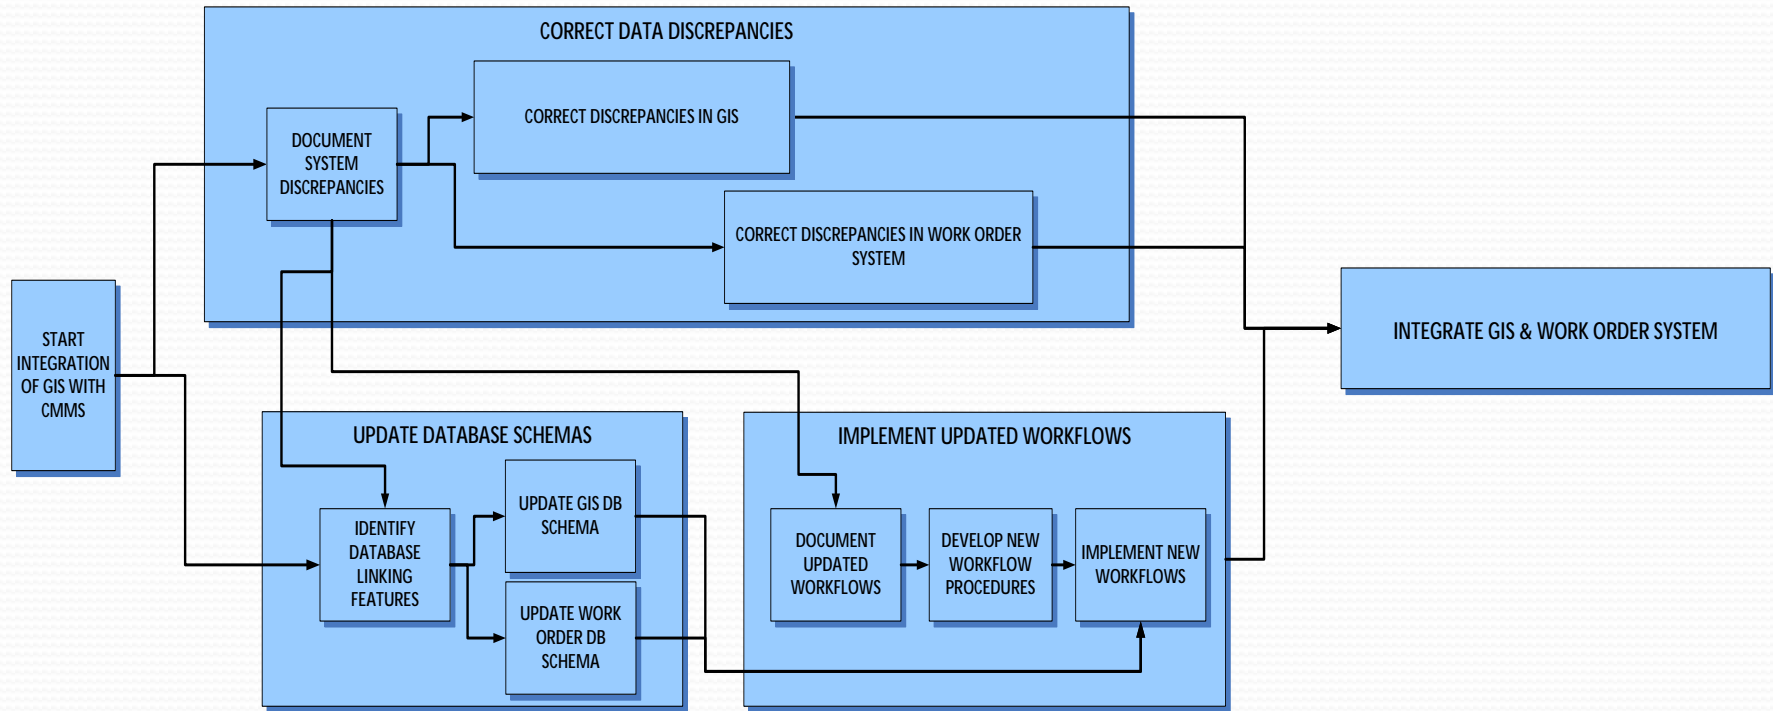 CORRECT DATA DISCREPANCIES
CORRECT DISCREPANCIES IN GIS
DOCUMENT
SYSTEM
DISCREPANCIES
CORRECT DISCREPANCIES IN WORK ORDER
SYSTEM
START
INTEGRATION
OF GIS WITH
CMMS
INTEGRATE GIS & WORK ORDER SYSTEM
UPDATE DATABASE SCHEMAS
IDENTIFY
DATABASE
LINKING
FEATURES
UPDATE GIS DB
SCHEMA
UPDATE WORK
ORDER DB
SCHEMA
IMPLEMENT UPDATED WORKFLOWS
DOCUMENT
UPDATED
WORKFLOWS
DEVELOP NEW
WORKFLOW
PROCEDURES
IMPLEMENT NEW
WORKFLOWS